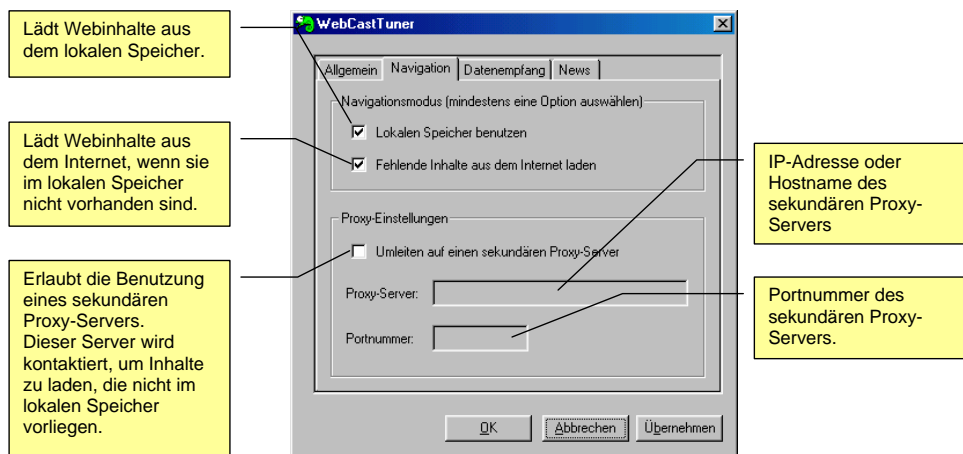 Lädt Webinhalte aus
dem lokalen Speicher.
Lädt Webinhalte aus
dem Internet, wenn sie
im lokalen Speicher
nicht vorhanden sind.
Erlaubt die Benutzung
eines sekundären
Proxy-Servers.
Dieser Server wird
kontaktiert, um Inhalte
zu laden, die nicht im
lokalen Speicher
vorliegen.
WebCastTuner
Allgemein Navigation Datenempfang News
Navigationsmodus (mindestens eine Option auswählen)
Lokalen Speicher benutzen
Fehlende Inhalte aus dem Internet laden
Proxy-Einstellungen
Umleiten auf einen sekundären Proxy-Server
Proxy-Server:
Portnummer:
OK Abbrechen Übernehmen
IP-Adresse oder
Hostname des
sekundären Proxy-
Servers
Portnummer des
sekundären Proxy-
Servers.